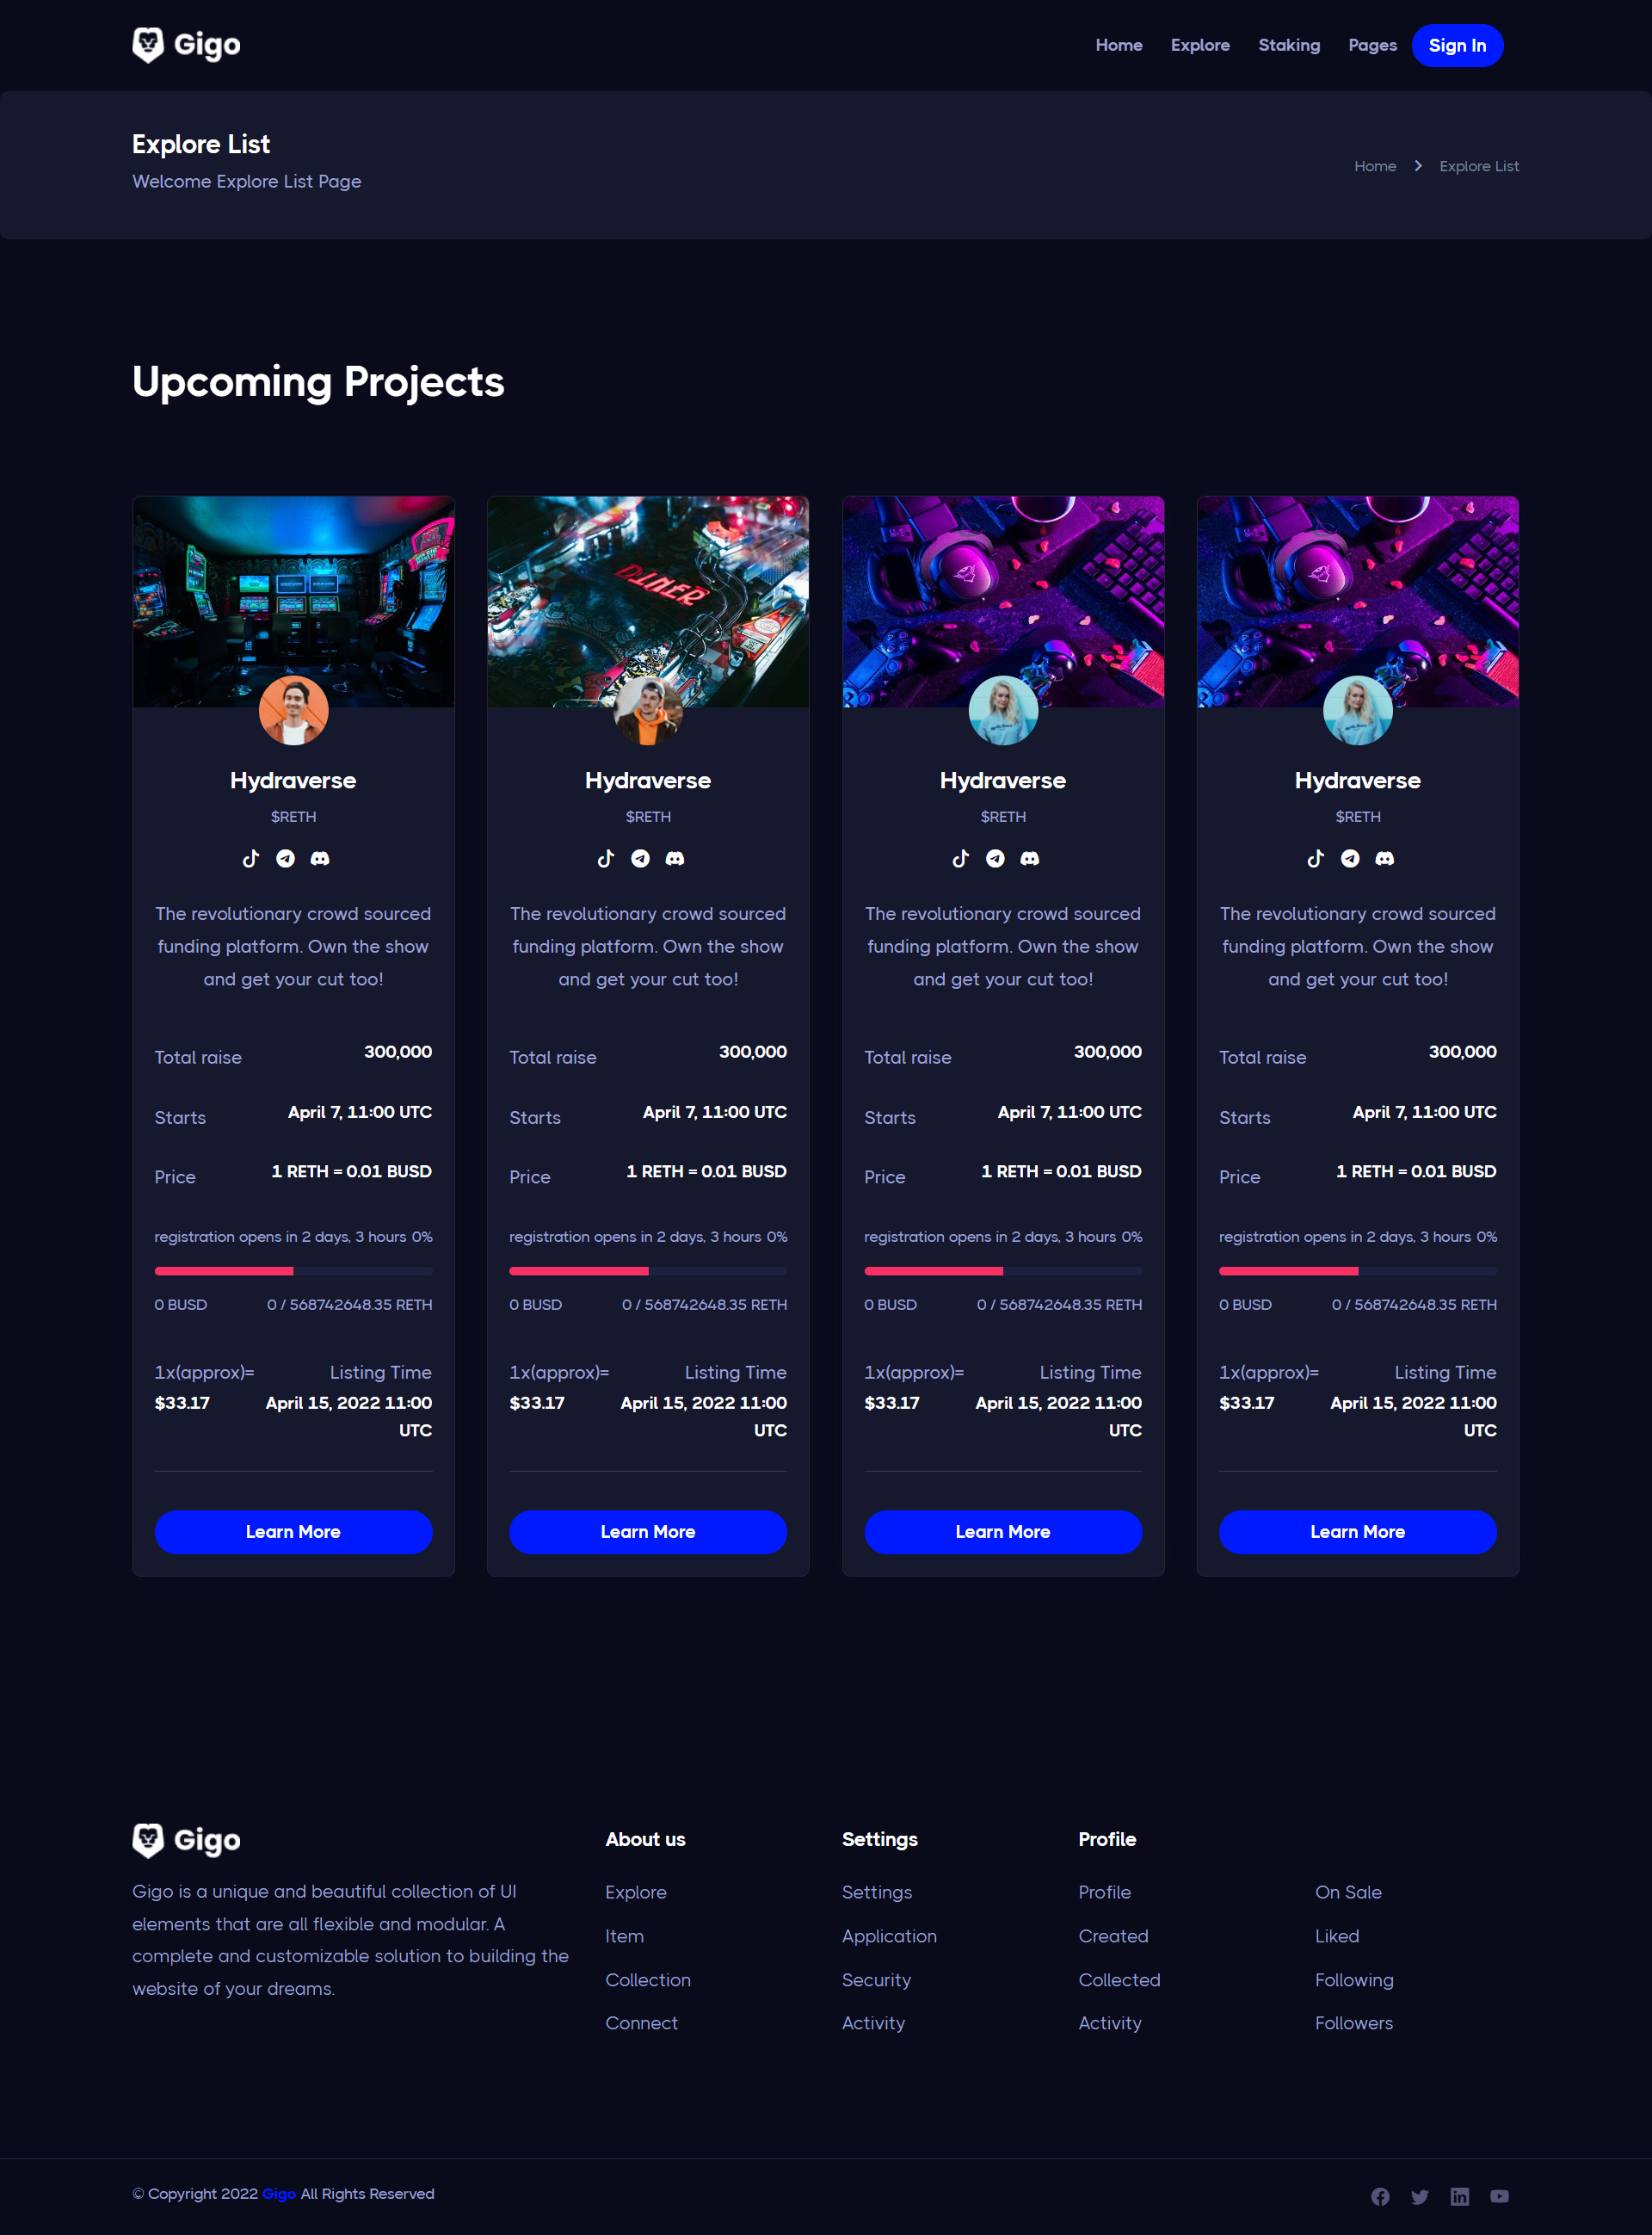 Gigo
Home Explore Staking Pages Sign In
Explore List
Welcome Explore List Page
Home Explore List
Upcoming Projects
DINER
Hydraverse
$RETH
The revolutionary crowd sourced
funding platform. Own the show
and get your cut too!
Total raise 300,000
Starts April 7, 11:00 UTC
Price 1 RETH = 0.01 BUSD
registration opens in 2 days, 3 hours 0%
0 BUSD 0 / 568742648.35 RETH
1x(approx)= Listing Time
$33.17 April 15, 2022 11:00
UTC
Learn More
Hydraverse
$RETH
The revolutionary crowd sourced
funding platform. Own the show
and get your cut too!
Total raise 300,000
Starts April 7, 11:00 UTC
Price 1 RETH = 0.01 BUSD
registration opens in 2 days, 3 hours 0%
0 BUSD 0 / 568742648.35 RETH
1x(approx)= Listing Time
$33.17 April 15, 2022 11:00
UTC
Learn More
Hydraverse
$RETH
The revolutionary crowd sourced
funding platform. Own the show
and get your cut too!
Total raise 300,000
Starts April 7, 11:00 UTC
Price 1 RETH = 0.01 BUSD
registration opens in 2 days, 3 hours 0%
0 BUSD 0 / 568742648.35 RETH
1x(approx)= Listing Time
$33.17 April 15, 2022 11:00
UTC
Learn More
Hydraverse
$RETH
The revolutionary crowd sourced
funding platform. Own the show
and get your cut too!
Total raise 300,000
Starts April 7, 11:00 UTC
Price 1 RETH = 0.01 BUSD
registration opens in 2 days, 3 hours 0%
0 BUSD 0 / 568742648.35 RETH
1x(approx)= Listing Time
$33.17 April 15, 2022 11:00
UTC
Learn More
Gigo
Gigo is a unique and beautiful collection of UI
elements that are all flexible and modular. A
complete and customizable solution to building the
website of your dreams.
About us
Explore
Item
Collection
Connect
Settings
Settings
Application
Security
Activity
Profile
Profile
Created
Collected
Activity
On Sale
Liked
Following
Followers
© Copyright 2022 Gigo All Rights Reserved